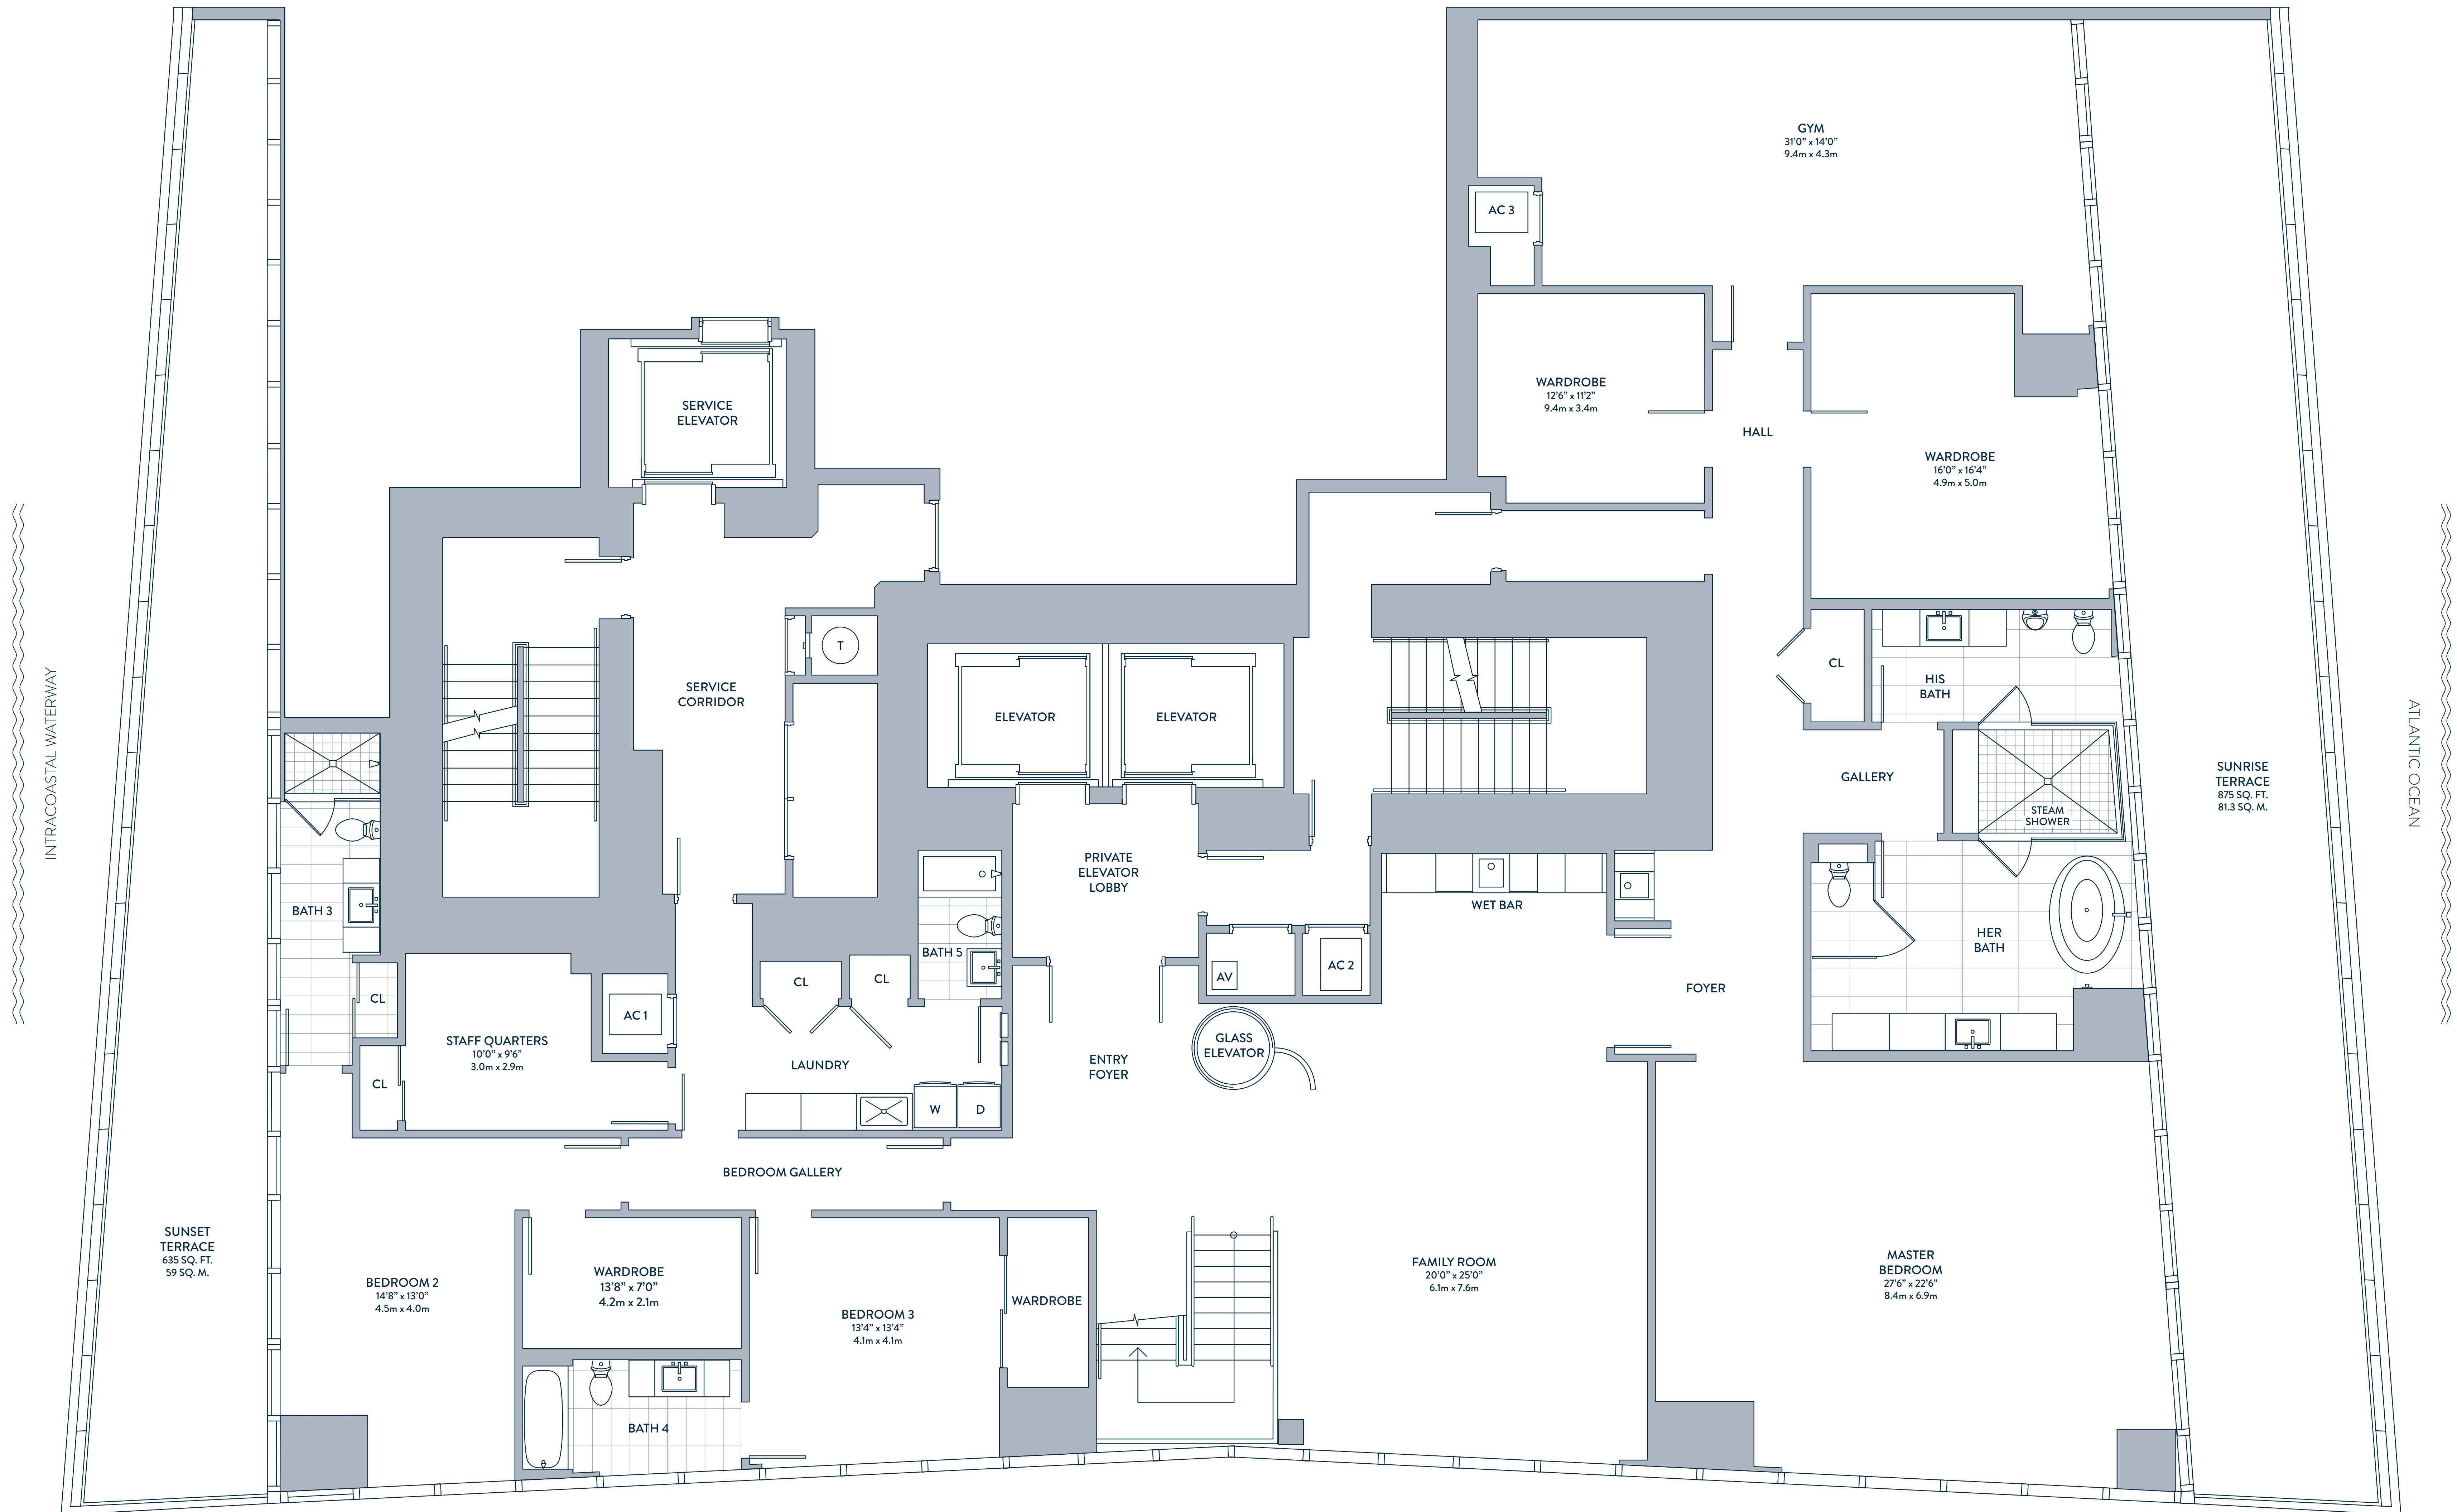 GYM
31'0" x 14'0"
9.4m x 4.3m
AC 3
WARDROBE
12'6" x 11'2"
9.4m x 3.4m
SERVICE
ELEVATOR
HALL
WARDROBE
16'0" x 16'4"
4.9m x 5.0m
T
SERVICE
CORRIDOR
ELEVATOR
ELEVATOR
CL
HIS
BATH
INTRACOASTAL WATERWAY
ATLANTIC OCEAN
GALLERY
SUNRISE
TERRACE
875 SQ. FT.
81.3 SQ. M.
STEAM
SHOWER
PRIVATE
ELEVATOR
LOBBY
BATH 3
WET BAR
BATH 5
HER
BATH
CL
CL
AV
AC 2
FOYER
CL
AC 1
STAFF QUARTERS
10'0" x 9'6"
3.0m x 2.9m
GLASS
ELEVATOR
LAUNDRY
ENTRY
FOYER
CL
W
D
BEDROOM GALLERY
SUNSET
TERRACE
635 SQ. FT.
59 SQ. M.
BEDROOM 2
14'8" x 13'0"
4.5m x 4.0m
WARDROBE
13'8" x 7'0"
4.2m x 2.1m
BEDROOM 3
13'4" x 13'4"
4.1m x 4.1m
WARDROBE
FAMILY ROOM
20'0" x 25'0"
6.1m x 7.6m
MASTER
BEDROOM
27'6" x 22'6"
8.4m x 6.9m
BATH 4